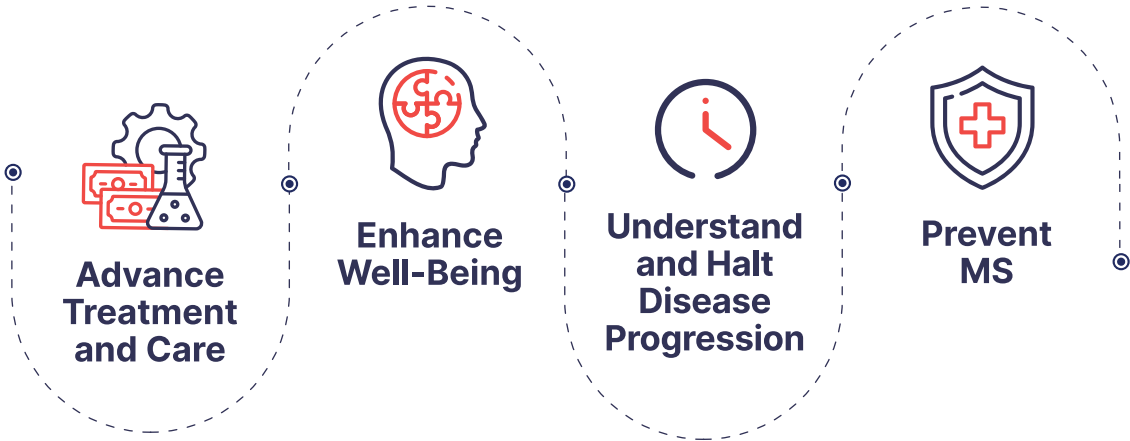 Advance
Treatment
and Care
Enhance
Well-Being
Understand
and Halt
Disease
Progression
Prevent
MS